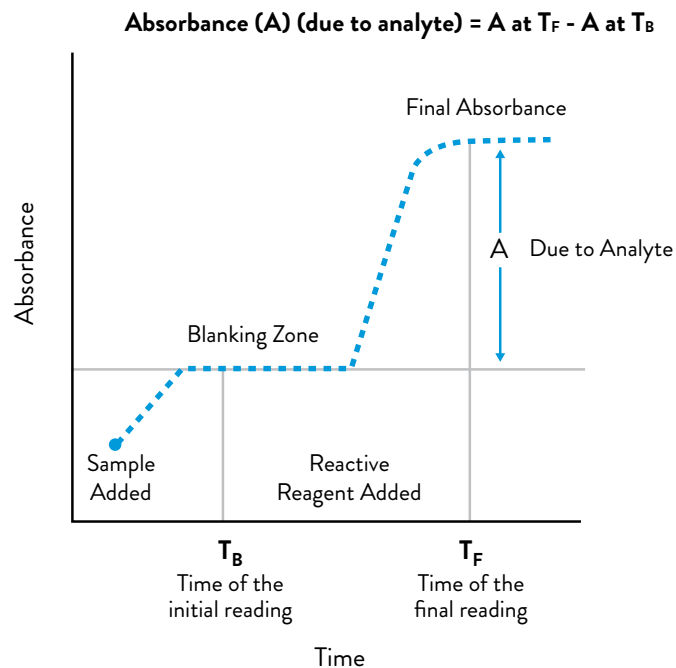 Absorbance (A) (due to analyte) = A at TF - A at TB
Final Absorbance
A
Due to Analyte
Absorbance
Blanking Zone
Sample
Added
Reactive
Reagent Added
TB
Time of the
initial reading
TF
Time of the
final reading
Time